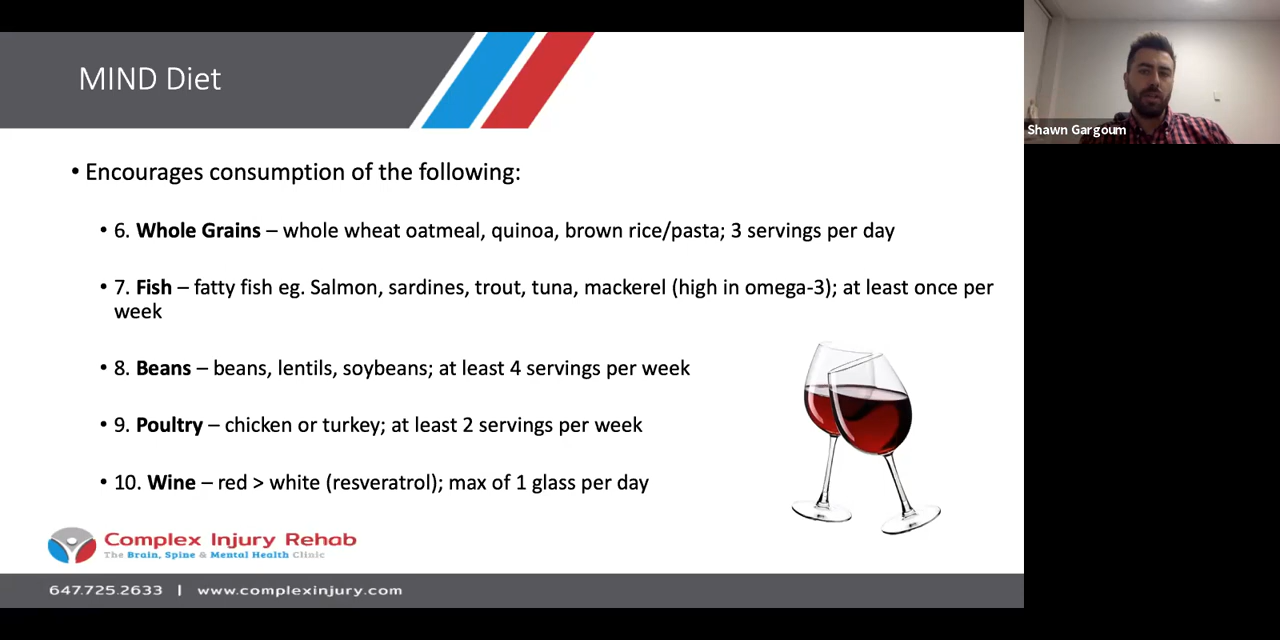 MIND Diet
Shawn Gargoum
• Encourages consumption of the following:
• 6. Whole Grains – whole wheat oatmeal, quinoa, brown rice/pasta; 3 servings per day
• 7. Fish – fatty fish eg. Salmon, sardines, trout, tuna, mackerel (high in omega-3); at least once per
week
• 8. Beans – beans, lentils, soybeans; at least 4 servings per week
• 9. Poultry – chicken or turkey; at least 2 servings per week
• 10. Wine – red > white (resveratrol); max of 1 glass per day
Complex Injury Rehab
The Brain, Spine & Mental Health Clinic
647.725.2633 | www.complexinjury.com